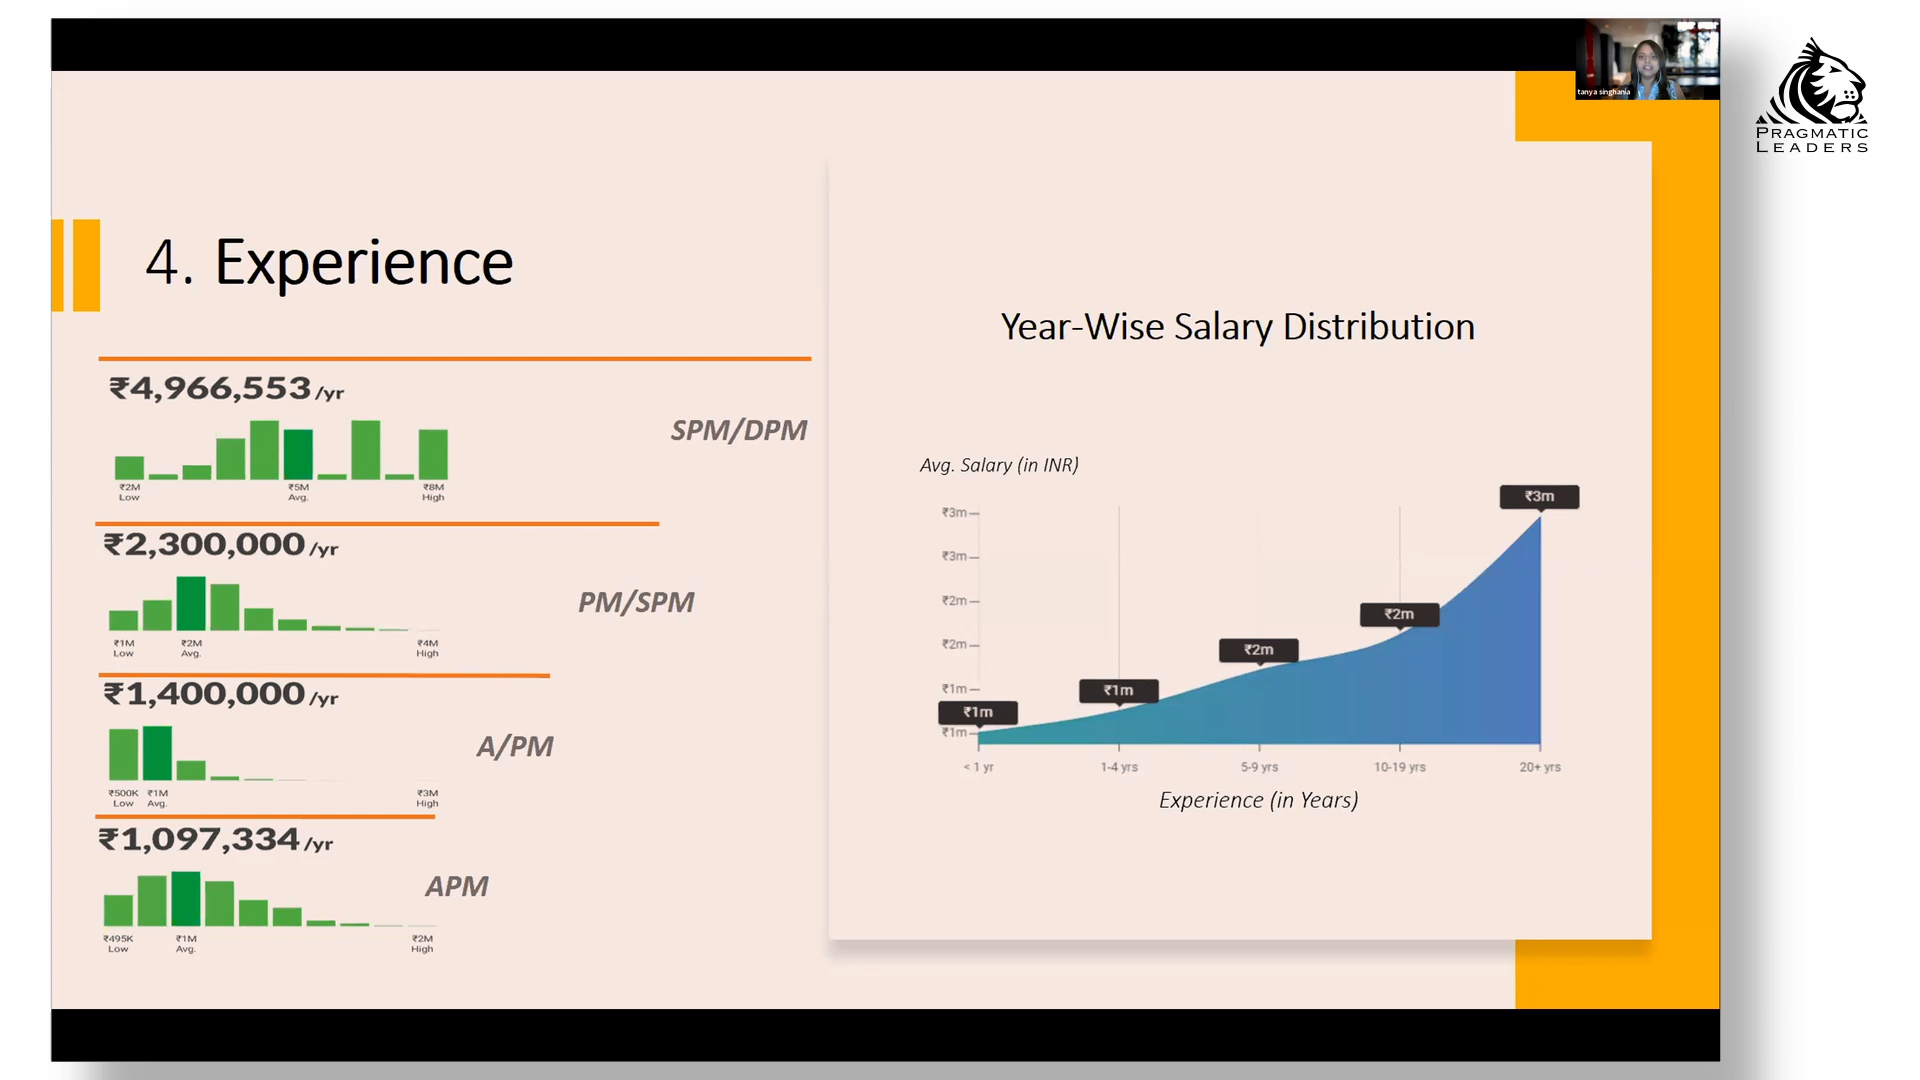 tanya singhania
PRAGMATIC
LEADERS
4. Experience
₹4,966,553 /yr
SPM/DPM
₹2M ₹5M ₹8M
Low Avg. High
₹2,300,000 /yr
PM/SPM
₹1M ₹2M ₹4M
Low Avg. High
₹1,400,000 /yr
A/PM
₹500K ₹1M ₹3M
Low Avg. High
₹1,097,334 /yr
APM
₹495K ₹1M ₹2M
Low Avg. High
Year-Wise Salary Distribution
Avg. Salary (in INR)
₹3m
₹3m
₹2m
₹2m
₹1m
₹1m
₹1m
₹1m
₹2m
₹2m
₹3m
< 1 yr 1-4 yrs 5-9 yrs 10-19 yrs 20+ yrs
Experience (in Years)